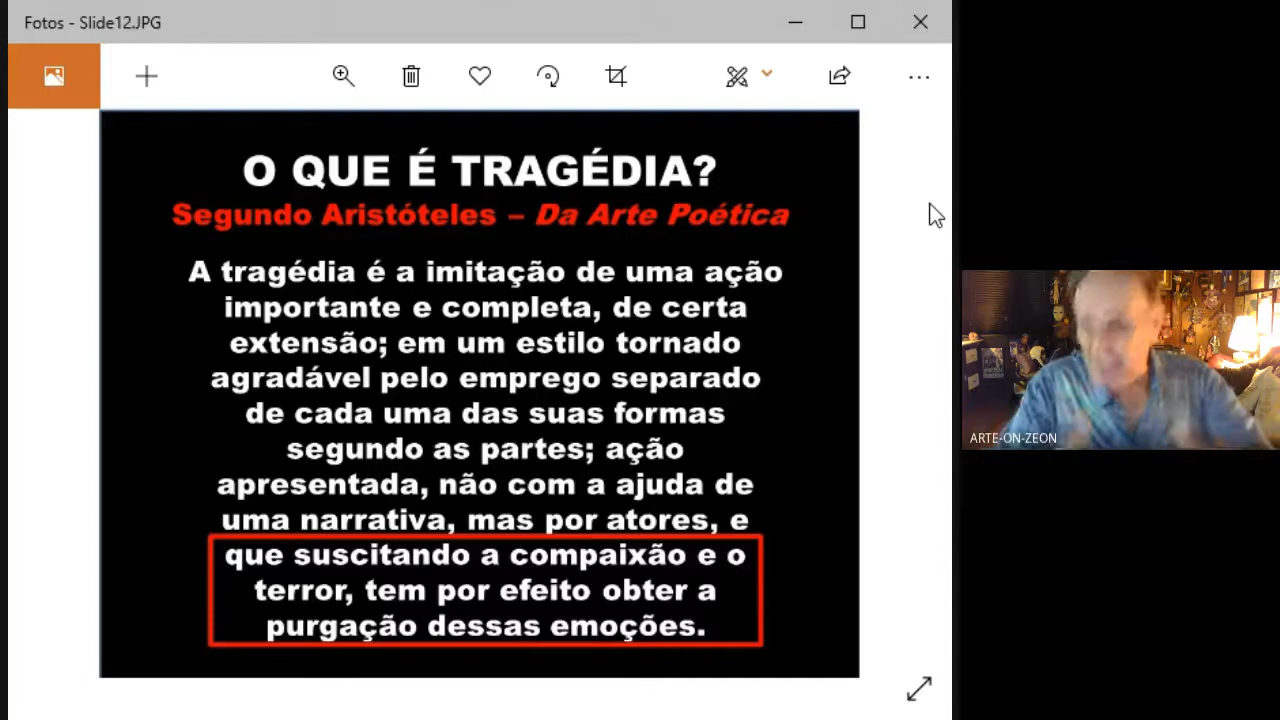 Fotos - Slide12.JPG
O QUE É TRAGÉDIA?
Segundo Aristóteles – Da Arte Poética
A tragédia é a imitação de uma ação
importante e completa, de certa
extensão; em um estilo tornado
agradável pelo emprego separado
de cada uma das suas formas
segundo as partes; ação
apresentada, não com a ajuda de
uma narrativa, mas por atores, e
que suscitando a compaixão e o
terror, tem por efeito obter a
purgação dessas emoções.
ARTE-ON-ZEON